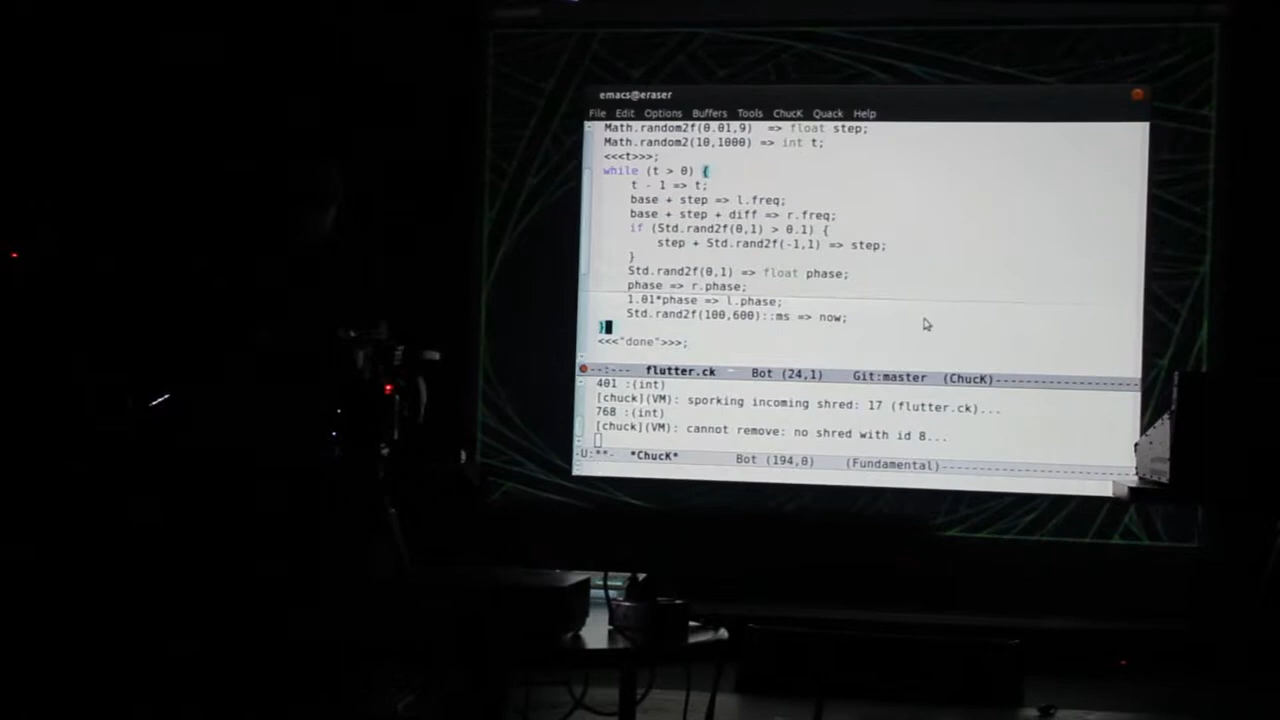 emacs@eraser
File Edit Options Buffers Tools ChucK Quack Help
Math.random2f(0.01,9) => float step;
Math.random2(10,1000) => int t;
<<<t>>>;
while (t > 0) {
t - 1 => t;
base + step => l.freq;
base + step + diff => r.freq;
if (Std.rand2f(0,1) > 0.1) {
step + Std.rand2f(-1,1) => step;
}
Std.rand2f(0,1) => float phase;
phase => r.phase;
1.01*phase => l.phase;
Std.rand2f(100,600)::ms => now;
}
<<<"done">>>;
--:--- flutter.ck Bot (24,1) Git:master (ChucK)----------------------
401 :(int)
[chuck](VM): sporking incoming shred: 17 (flutter.ck)...
768 :(int)
[chuck](VM): cannot remove: no shred with id 8...
-U:**- *ChucK* Bot (194,0) (Fundamental)-----------------------------